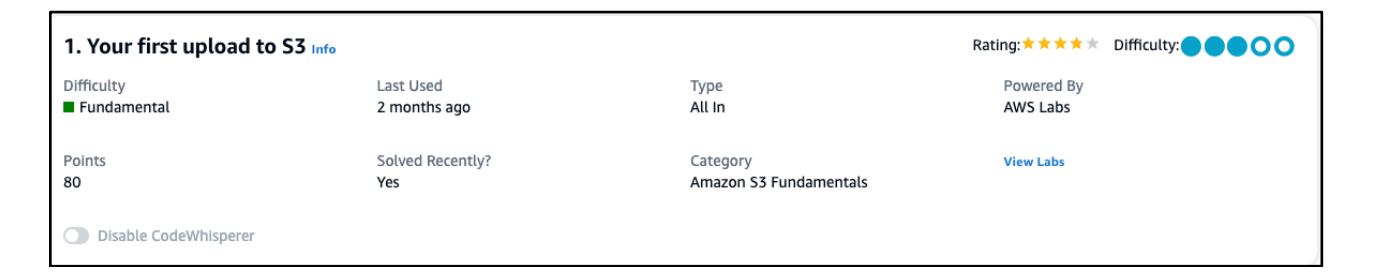 1. Your first upload to S3 Info
Rating: Difficulty:
Difficulty Last Used Type Powered By
Fundamental 2 months ago All In AWS Labs
Points Solved Recently? Category View Labs
80 Yes Amazon S3 Fundamentals
Disable CodeWhisperer